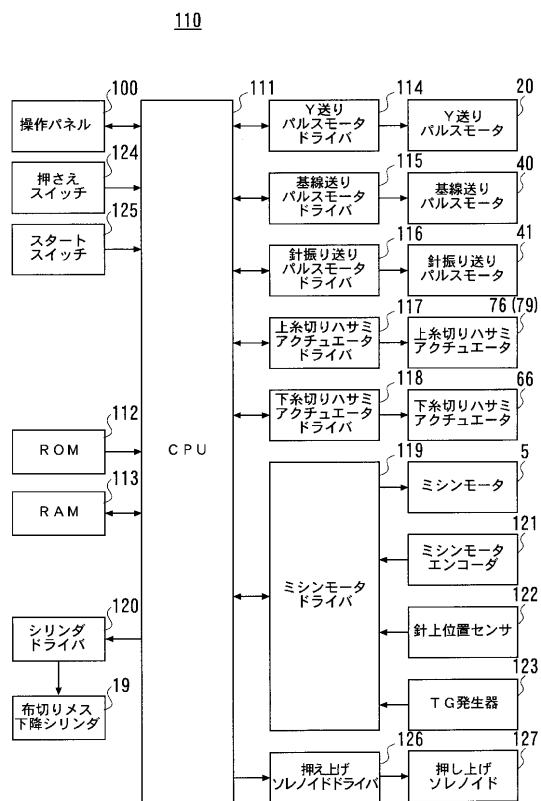 110
100
操作パネル
124
押さえ
スイッチ
125
スタート
スイッチ
112
ROM
113
RAM
120
シリンダ
ドライバ
19
布切りメス
下降シリンダ
111
CPU
114
Y送り
パルスモータ
ドライバ
20
Y送り
パルスモータ
115
基線送り
パルスモータ
ドライバ
40
基線送り
パルスモータ
116
針振り送り
パルスモータ
ドライバ
41
針振り送り
パルスモータ
117
上糸切りハサミ
アクチュエータ
ドライバ
76(79)
上糸切りハサミ
アクチュエータ
118
下糸切りハサミ
アクチュエータ
ドライバ
66
下糸切りハサミ
アクチュエータ
119
ミシンモータ
ドライバ
5
ミシンモータ
121
ミシンモータ
エンコーダ
122
針上位置センサ
123
TG発生器
126
押え上げ
ソレノイドドライバ
127
押し上げ
ソレノイド